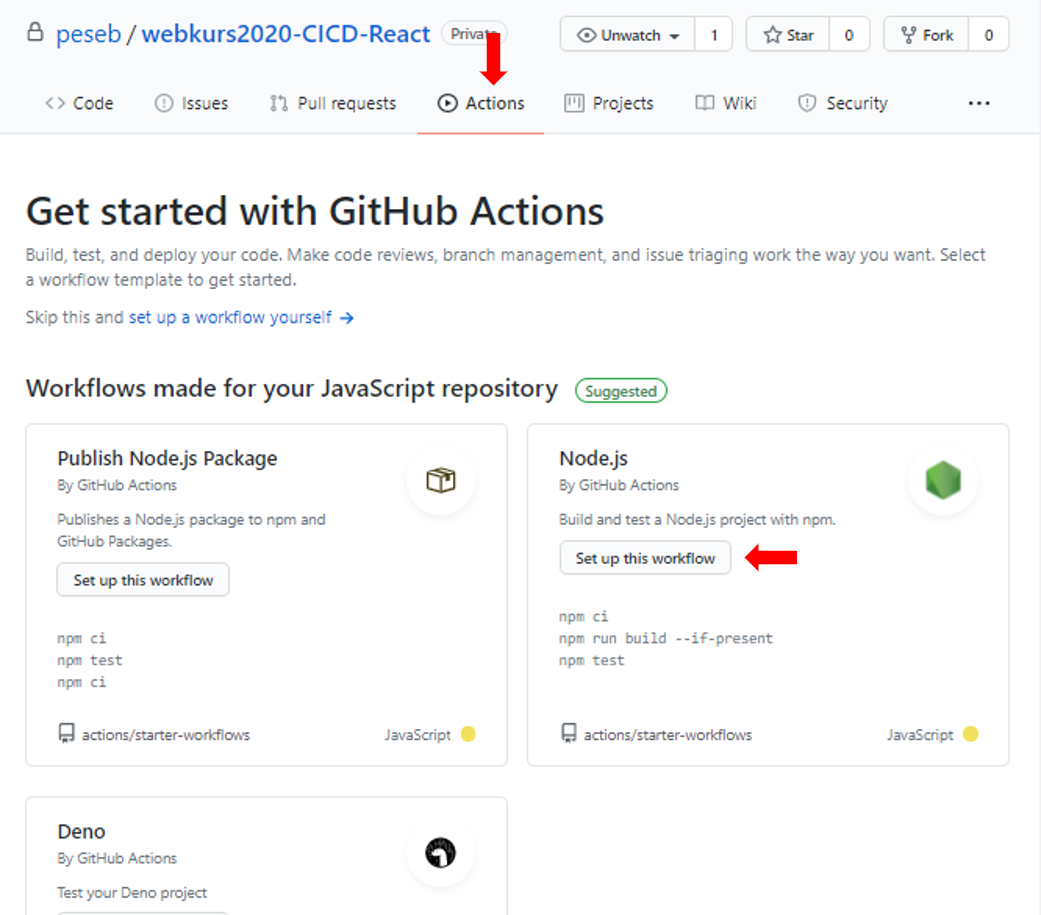 peseb / webkurs2020-CICD-React Private
Unwatch 1 Star 0 Fork 0
Code Issues Pull requests Actions Projects Wiki Security ...
Get started with GitHub Actions
Build, test, and deploy your code. Make code reviews, branch management, and issue triaging work the way you want. Select
a workflow template to get started.
Skip this and set up a workflow yourself →
Workflows made for your JavaScript repository Suggested
Publish Node.js Package
By GitHub Actions
Publishes a Node.js package to npm and
GitHub Packages.
Set up this workflow
npm ci
npm test
npm ci
actions/starter-workflows JavaScript
Node.js
By GitHub Actions
Build and test a Node.js project with npm.
Set up this workflow
npm ci
npm run build --if-present
npm test
actions/starter-workflows JavaScript
Deno
By GitHub Actions
Test your Deno project